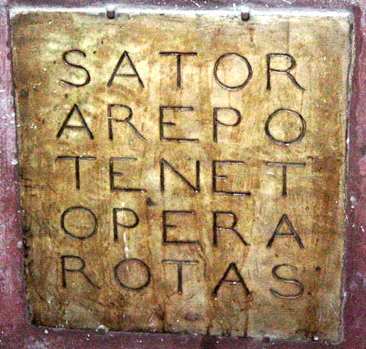 SATOR
AREPO
TENET
OPERA
ROTAS